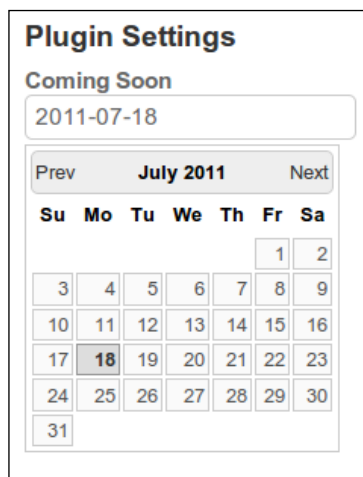 Plugin Settings
Coming Soon
2011-07-18
Prev July 2011 Next
Su Mo Tu We Th Fr Sa
1 2
3 4 5 6 7 8 9
10 11 12 13 14 15 16
17 18 19 20 21 22 23
24 25 26 27 28 29 30
31